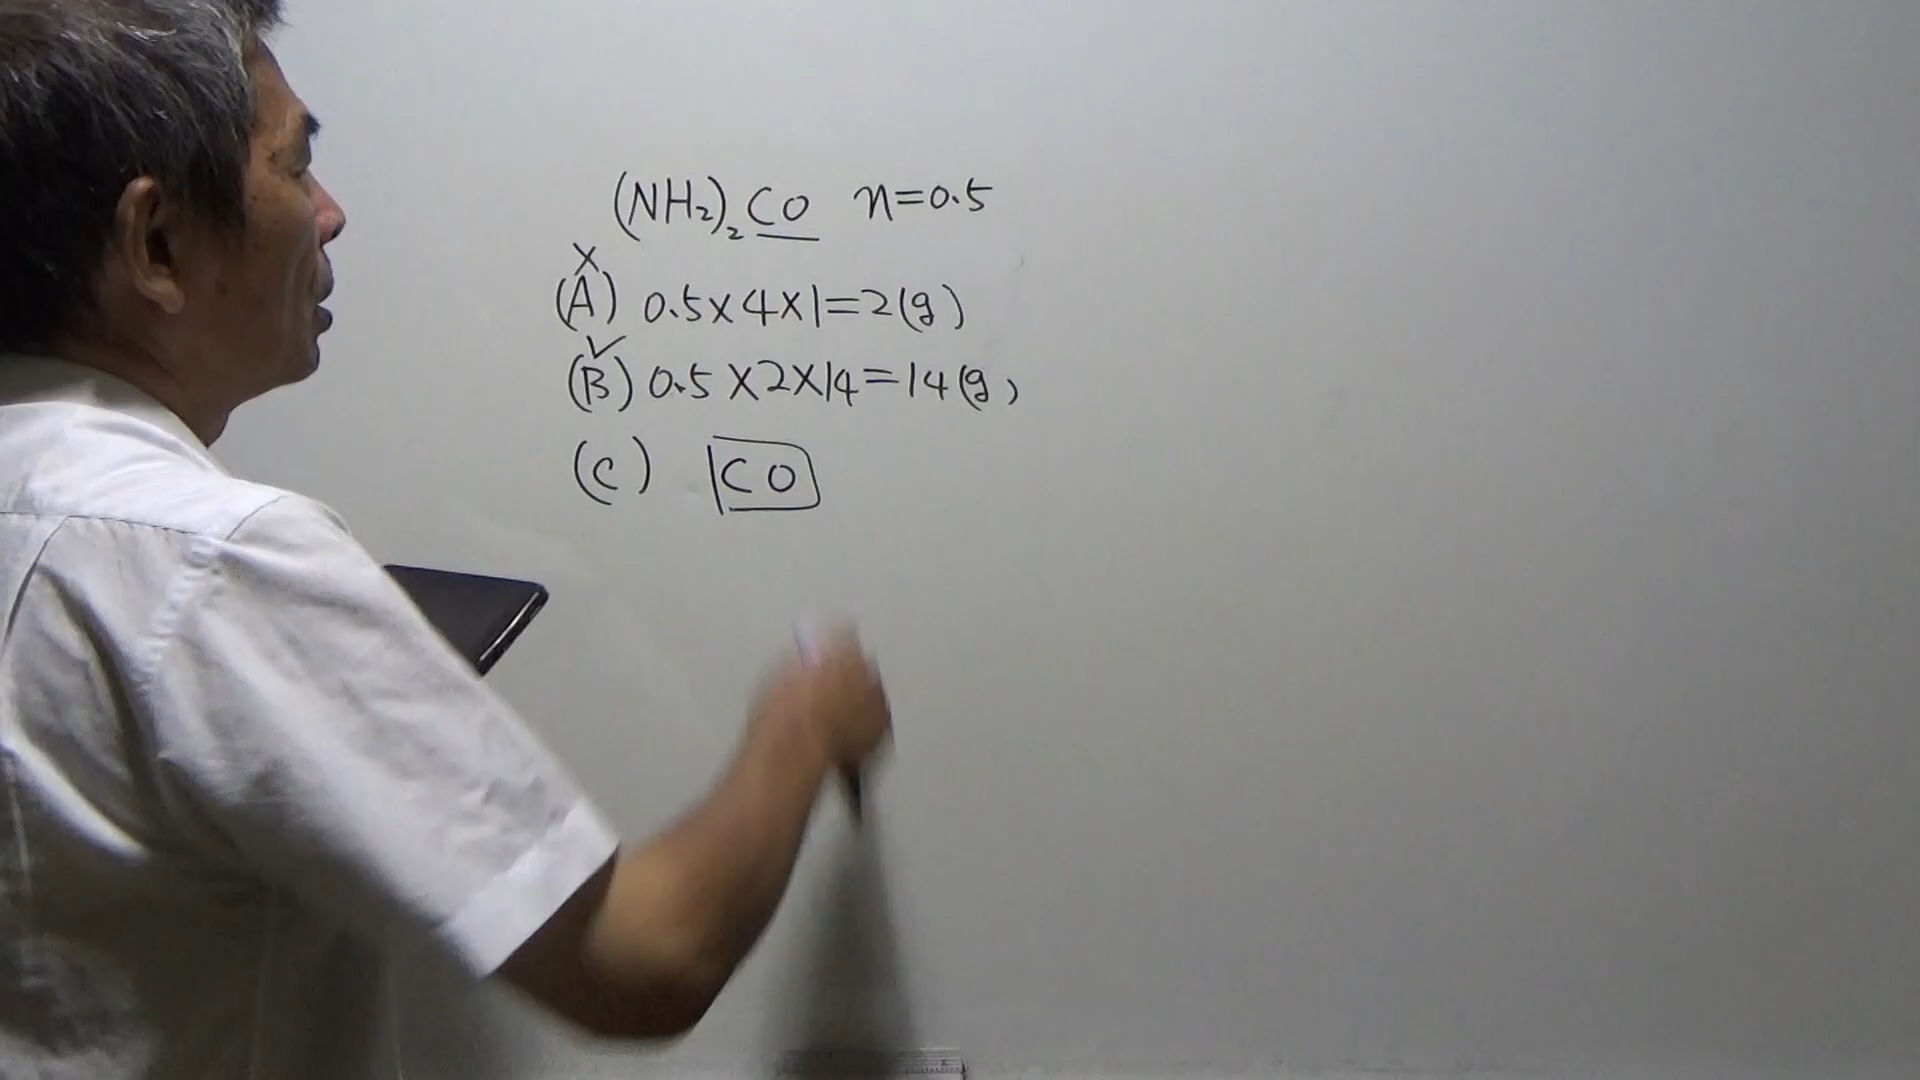 (NH₂)₂CO n=0.5
×
(A) 0.5×4×1=2(g)
✓
(B) 0.5×2×14=14(g)
(C) CO